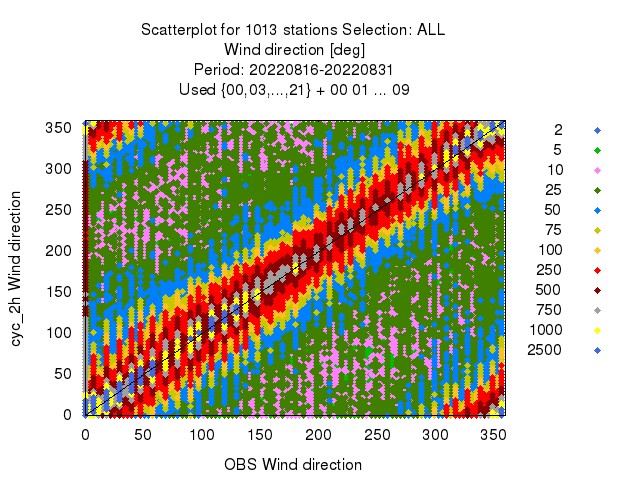 Scatterplot for 1013 stations Selection: ALL
Wind direction [deg]
Period: 20220816-20220831
Used {00,03,...,21} + 00 01 ... 09
350
300
250
200
150
100
50
0
cyc_2h Wind direction
0 50 100 150 200 250 300 350
OBS Wind direction
2
5
10
25
50
75
100
250
500
750
1000
2500